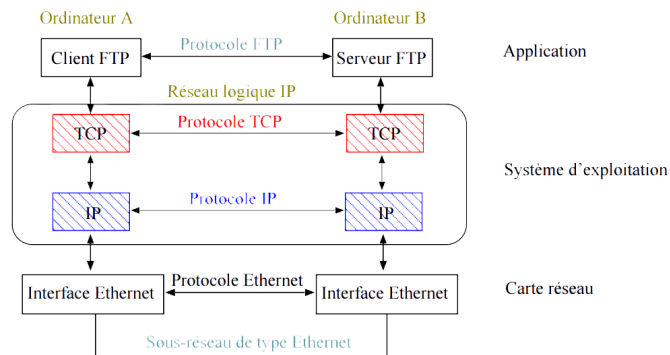 Ordinateur A
Ordinateur B
Client FTP
Protocole FTP
Serveur FTP
Application
Réseau logique IP
TCP
Protocole TCP
TCP
Système d'exploitation
IP
Protocole IP
IP
Interface Ethernet
Protocole Ethernet
Interface Ethernet
Carte réseau
Sous-réseau de type Ethernet